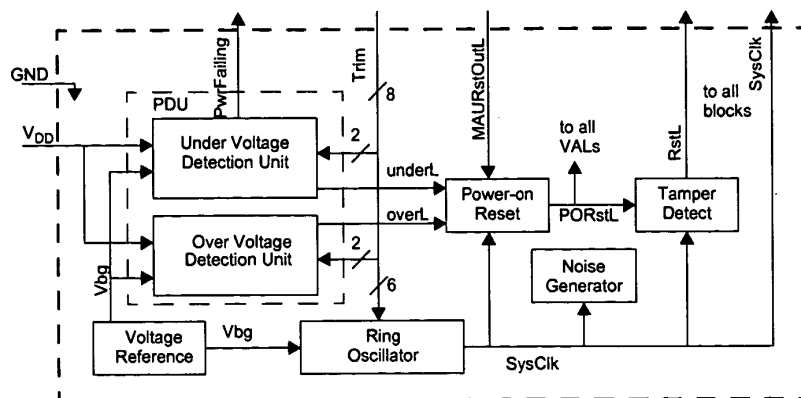 GND
PwrFailing
Trim
8
MAURstOutL
to all
blocks
SysClk
PDU
VDD
Under Voltage
Detection Unit
2
underL
to all
VALs
RstL
Power-on
Reset
PORstL
Tamper
Detect
overL
Over Voltage
Detection Unit
2
6
Vbg
Noise
Generator
Voltage
Reference
Vbg
Ring
Oscillator
SysClk